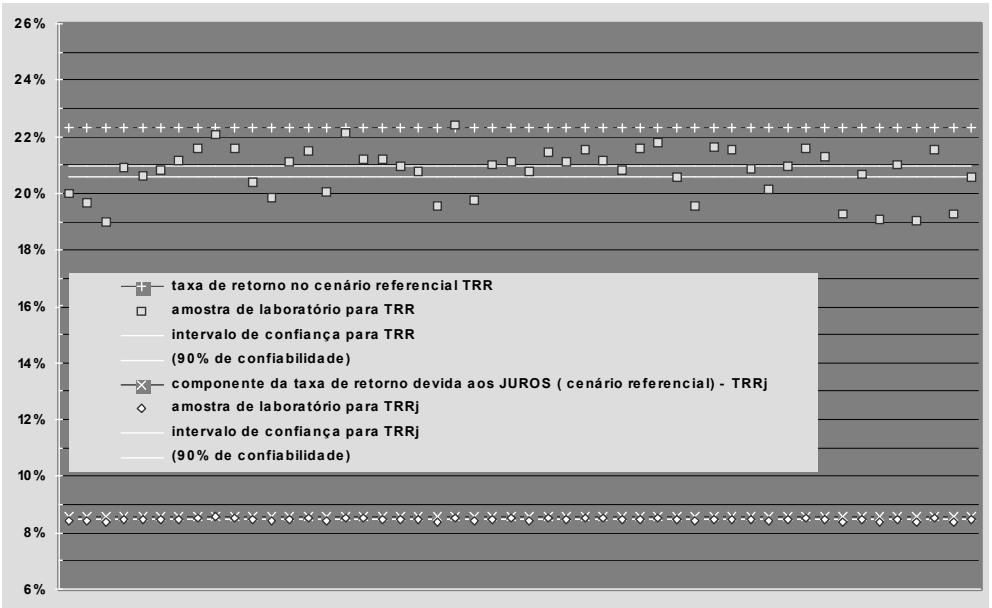 26%
24%
22%
20%
18%
taxa de retorno no cenário referencial TRR
amostra de laboratório para TRR
16%
intervalo de confiança para TRR
(90% de confiabilidade)
14%
componente da taxa de retorno devida aos JUROS ( cenário referencial) - TRRj
amostra de laboratório para TRRj
12%
intervalo de confiança para TRRj
(90% de confiabilidade)
10%
8%
6%